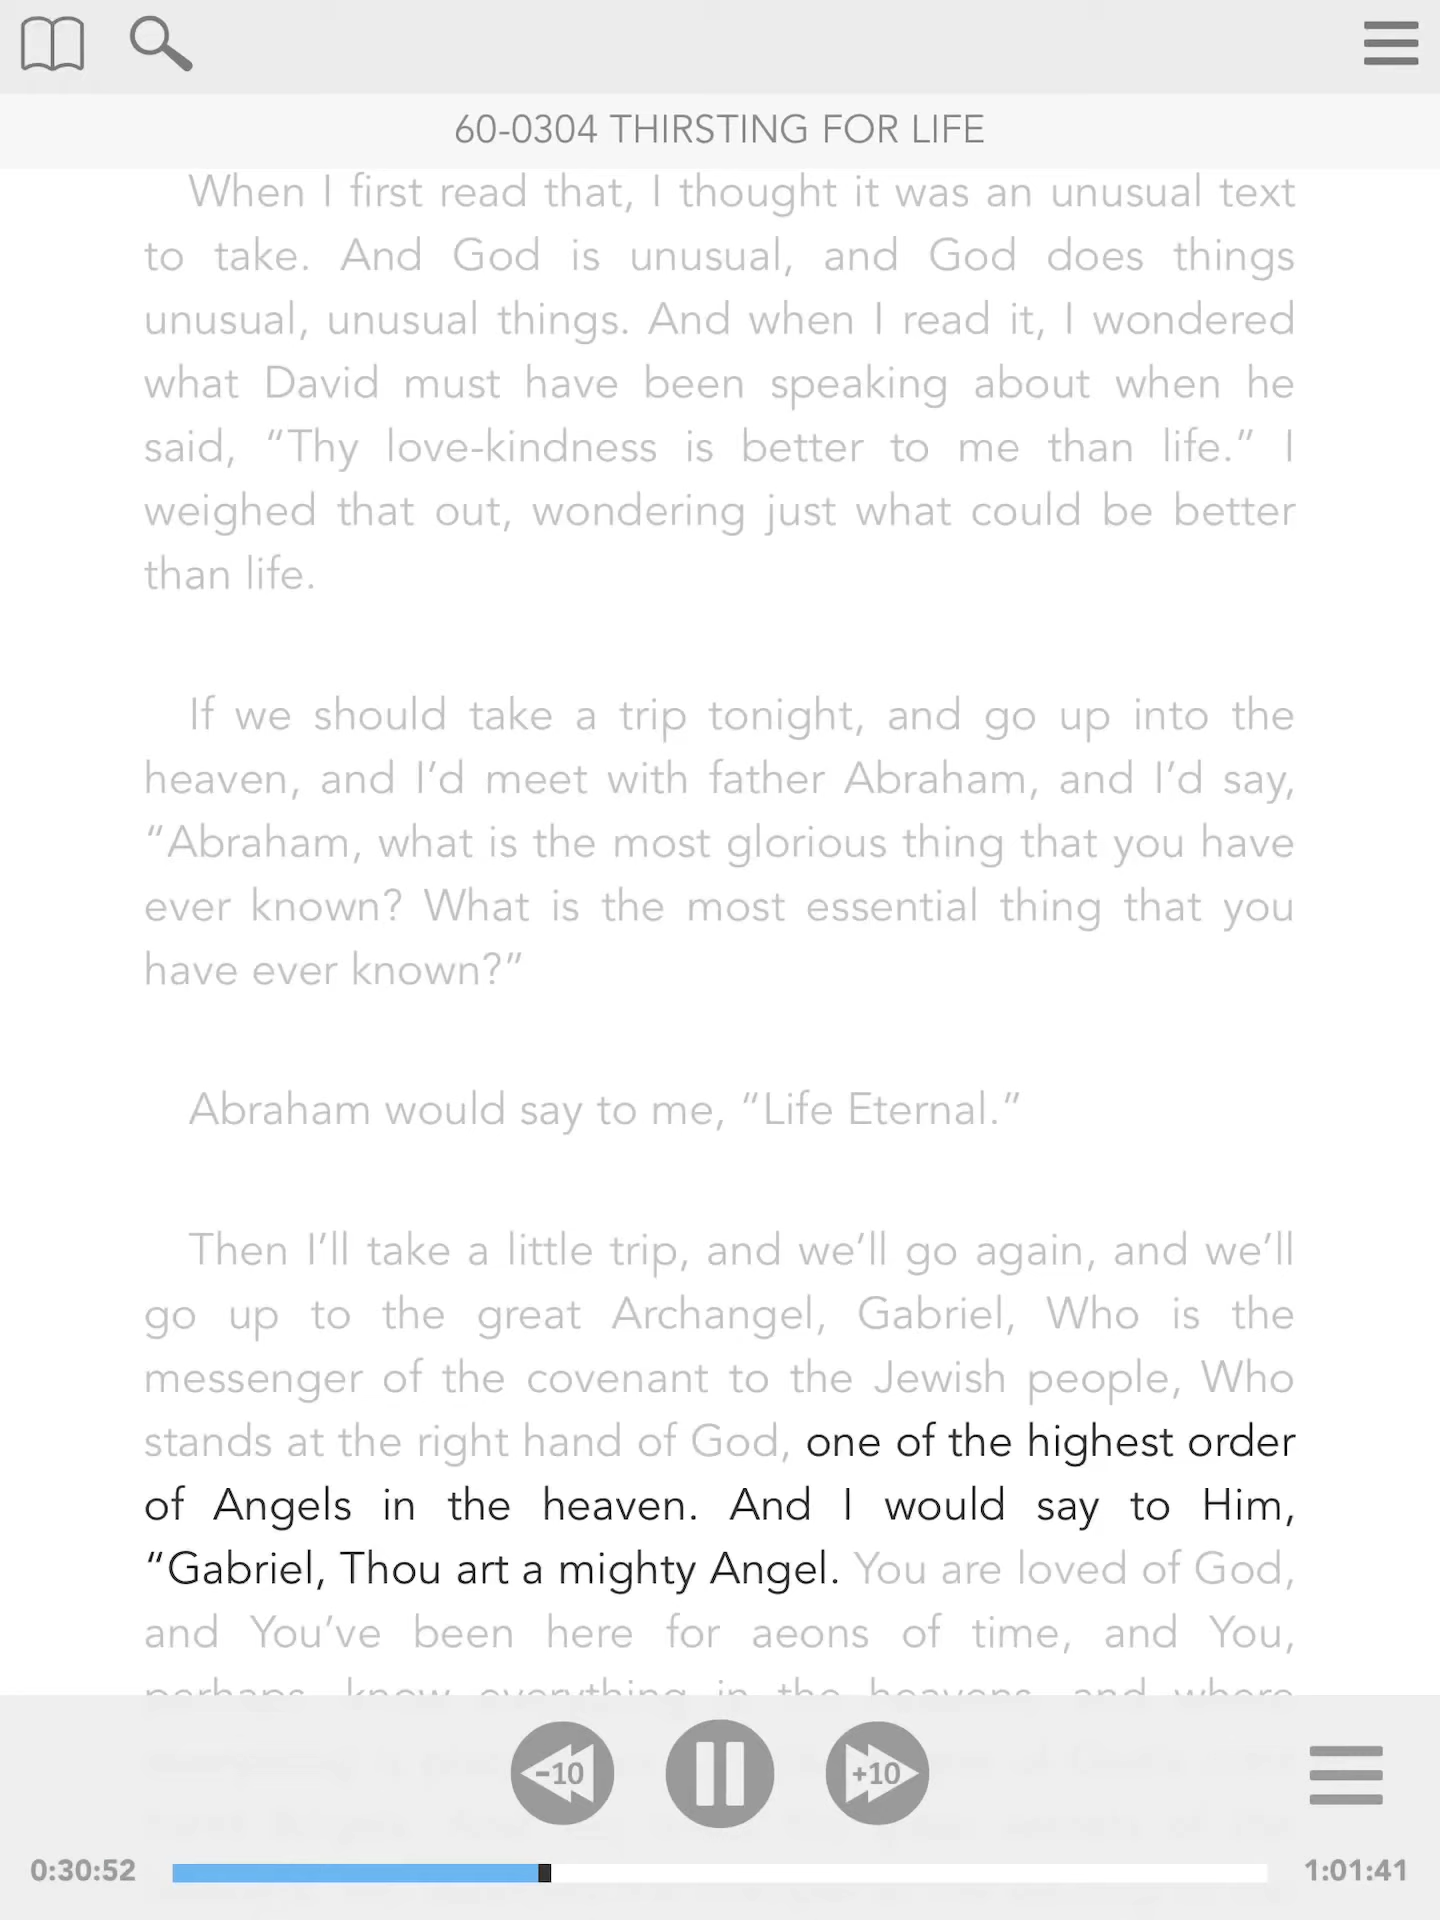 60-0304 THIRSTING FOR LIFE
When I first read that, I thought it was an unusual text
to take. And God is unusual, and God does things
unusual, unusual things. And when I read it, I wondered
what David must have been speaking about when he
said, “Thy love-kindness is better to me than life.” I
weighed that out, wondering just what could be better
than life.
If we should take a trip tonight, and go up into the
heaven, and I’d meet with father Abraham, and I’d say,
“Abraham, what is the most glorious thing that you have
ever known? What is the most essential thing that you
have ever known?”
Abraham would say to me, “Life Eternal.”
Then I’ll take a little trip, and we’ll go again, and we’ll
go up to the great Archangel, Gabriel, Who is the
messenger of the covenant to the Jewish people, Who
stands at the right hand of God, one of the highest order
of Angels in the heaven. And I would say to Him,
“Gabriel, Thou art a mighty Angel. You are loved of God,
and You’ve been here for aeons of time, and You,
perhaps, know everything in the heavens, and where
-10 +10
0:30:52 1:01:41